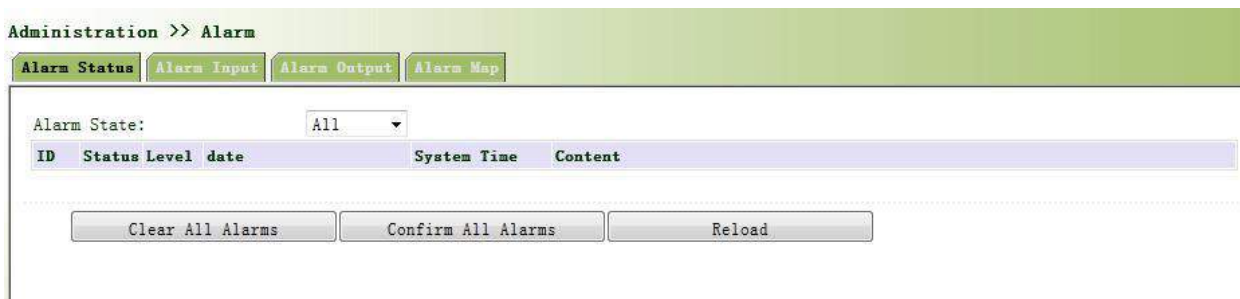 Administration >> Alarm
Alarm Status Alarm Input Alarm Output Alarm Map
Alarm State: All
ID Status Level date System Time Content
Clear All Alarms Confirm All Alarms Reload